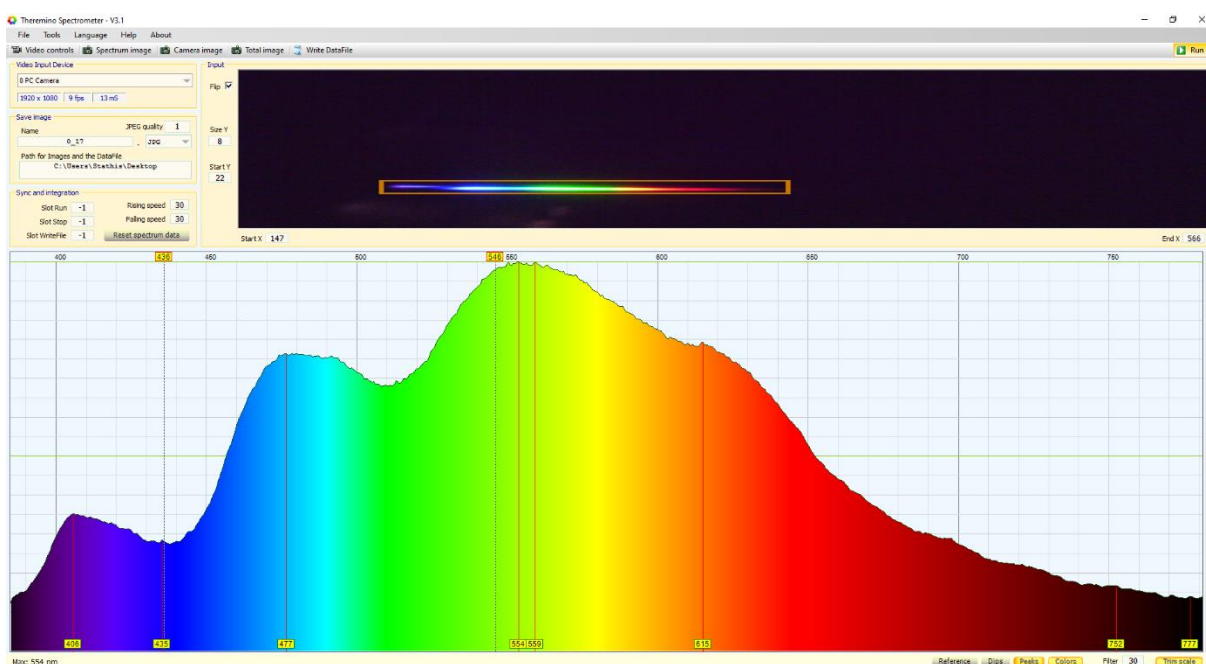 Theremino Spectrometer - V3.1
File Tools Language Help About
Video controls Spectrum image Camera image Total image Write DataFile Run
Video Input Device
0 PC Camera
1920 x 1080 9 fps 13 mS
Save image
Name JPEG quality 1
0_17 . JPG
Path for Images and the DataFile
C:\Users\Stathis\Desktop
Sync and integration
Slot Run -1 Rising speed 30
Slot Stop -1 Falling speed 30
Slot WriteFile -1 Reset spectrum data
Input
Flip
Size Y
8
Start Y
22
Start X 147 End X 566
400 436 450 500 546 550 600 650 700 750
406 435 477 554 559 615 752 777
Max: 554 nm Reference Dips Peaks Colors Filter 30 Trim scale